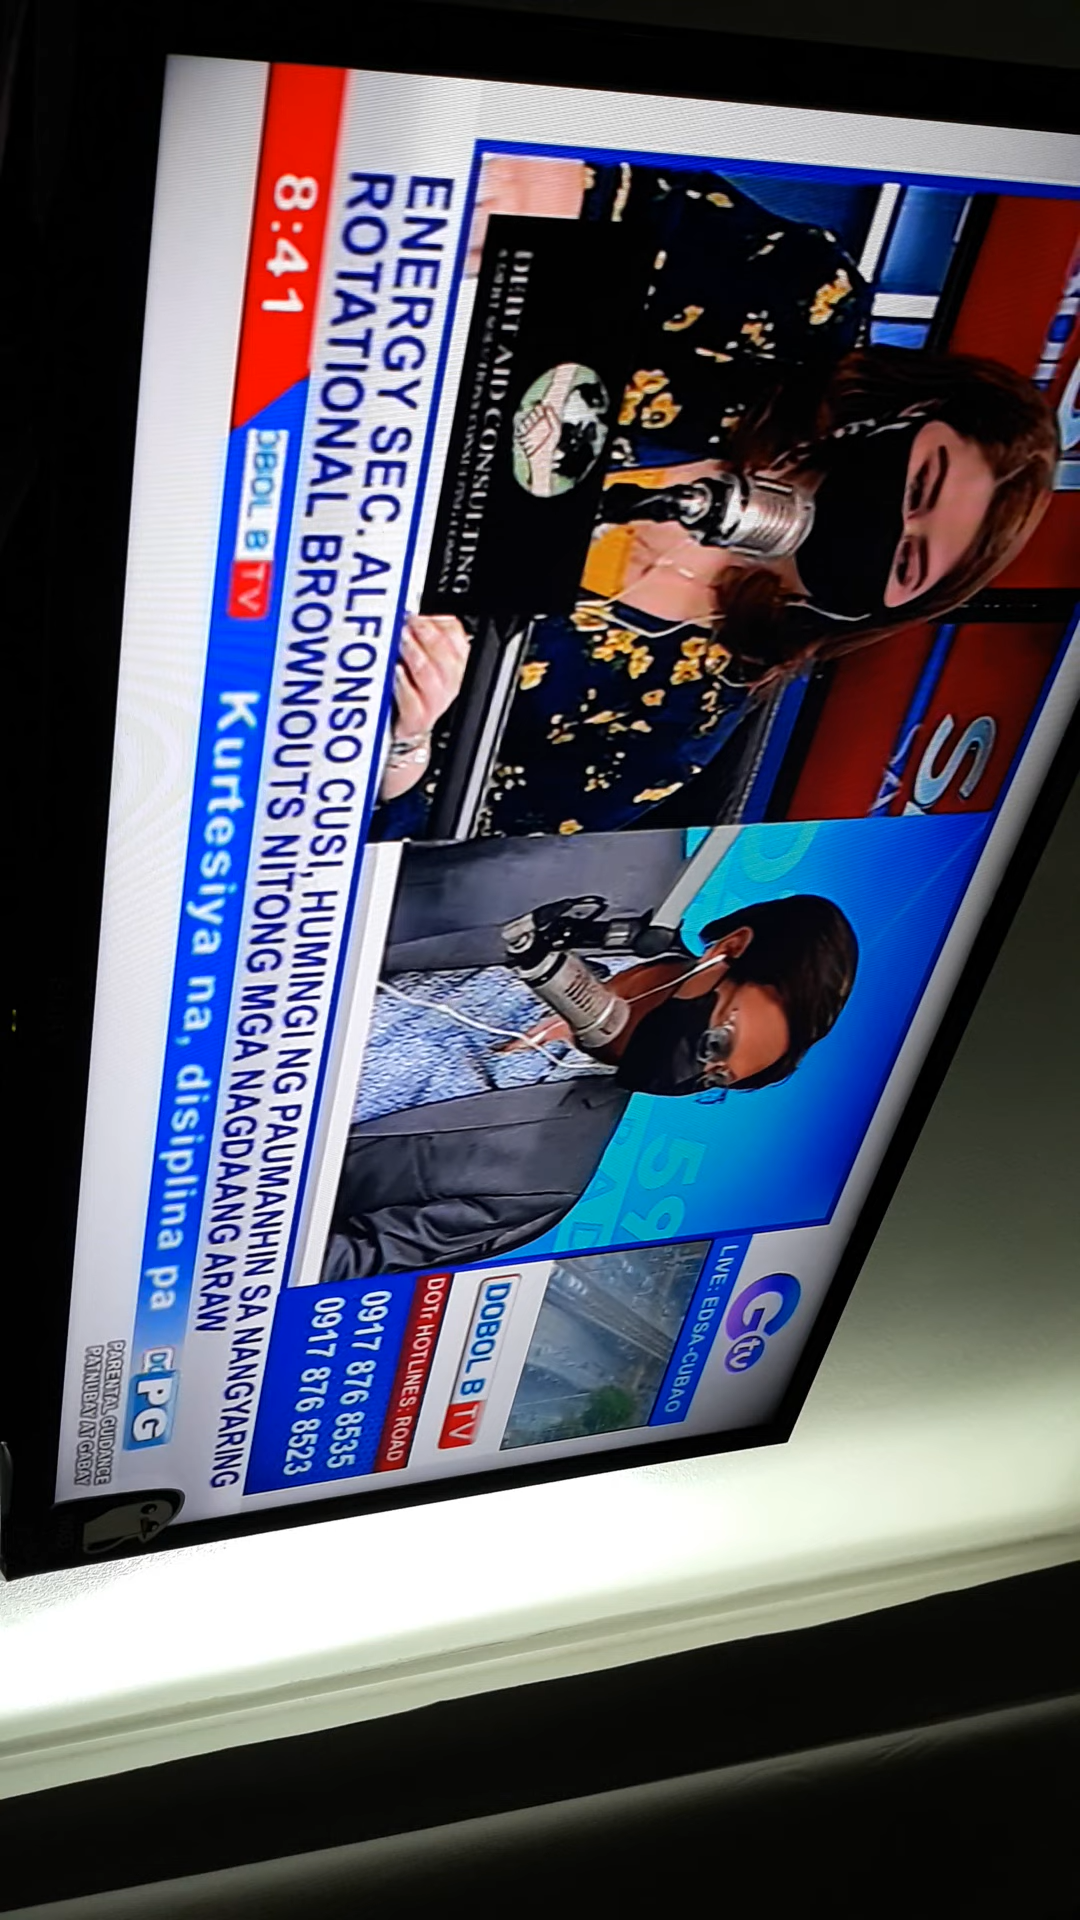 LIVE: EDSA-CUBAO
Gtv
DEBT AID CONSULTING
59
DOBOL B TV
DOTr HOTLINES: ROAD
0917 876 8535
0917 876 8523
ENERGY SEC. ALFONSO CUSI, HUMINGI NG PAUMANHIN SA NANGYARING
ROTATIONAL BROWNOUTS NITONG MGA NAGDAANG ARAW
8:41
DOBOL B TV
Kurtesiya na, disiplina pa
PG
PARENTAL GUIDANCE
PATNUBAY AT GABAY